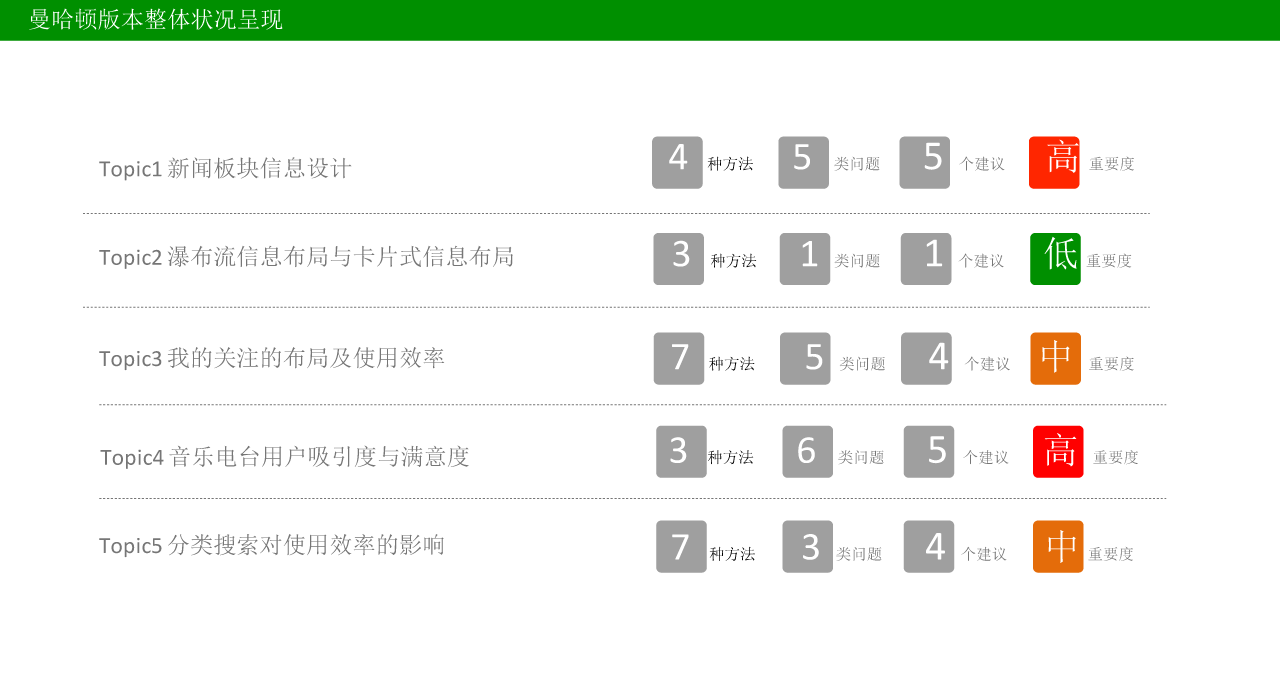 曼哈顿版本整体状况呈现
Topic1 新闻板块信息设计 4 种方法 5 类问题 5 个建议 高 重要度
Topic2 瀑布流信息布局与卡片式信息布局 3 种方法 1 类问题 1 个建议 低 重要度
Topic3 我的关注的布局及使用效率 7 种方法 5 类问题 4 个建议 中 重要度
Topic4 音乐电台用户吸引度与满意度 3 种方法 6 类问题 5 个建议 高 重要度
Topic5 分类搜索对使用效率的影响 7 种方法 3 类问题 4 个建议 中 重要度